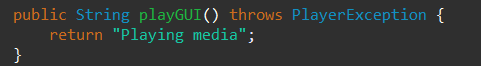 public String playGUI() throws PlayerException {
    return "Playing media";
}